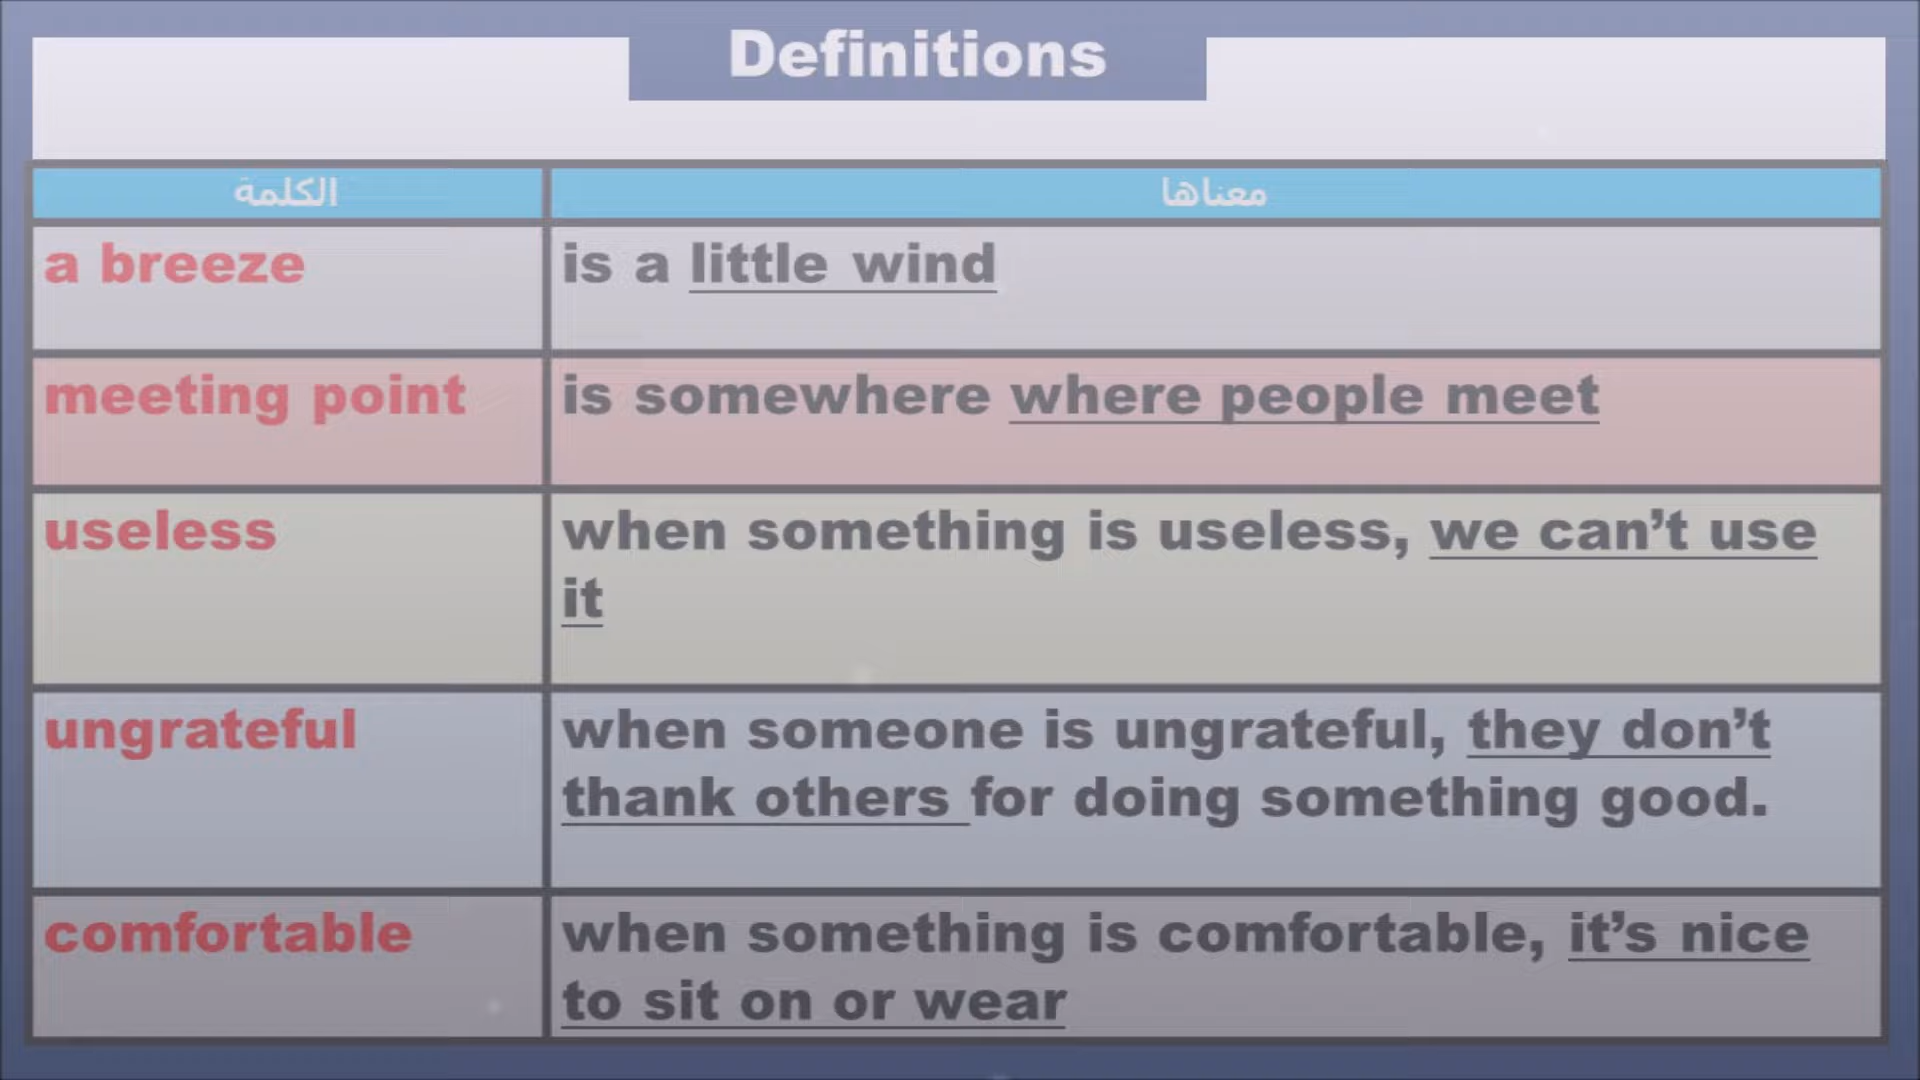 Definitions
الكلمة
معناها
a breeze
is a little wind
meeting point
is somewhere where people meet
useless
when something is useless, we can’t use
it
ungrateful
when someone is ungrateful, they don’t
thank others for doing something good.
comfortable
when something is comfortable, it’s nice
to sit on or wear